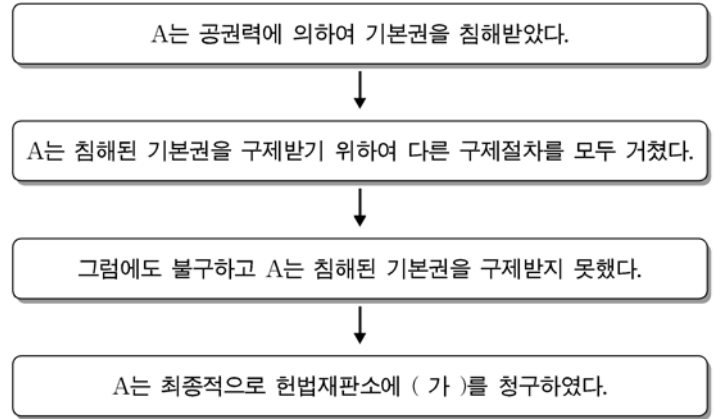 A는 공권력에 의하여 기본권을 침해받았다.
A는 침해된 기본권을 구제받기 위하여 다른 구제절차를 모두 거쳤다.
그럼에도 불구하고 A는 침해된 기본권을 구제받지 못했다.
A는 최종적으로 헌법재판소에 ( 가 )를 청구하였다.